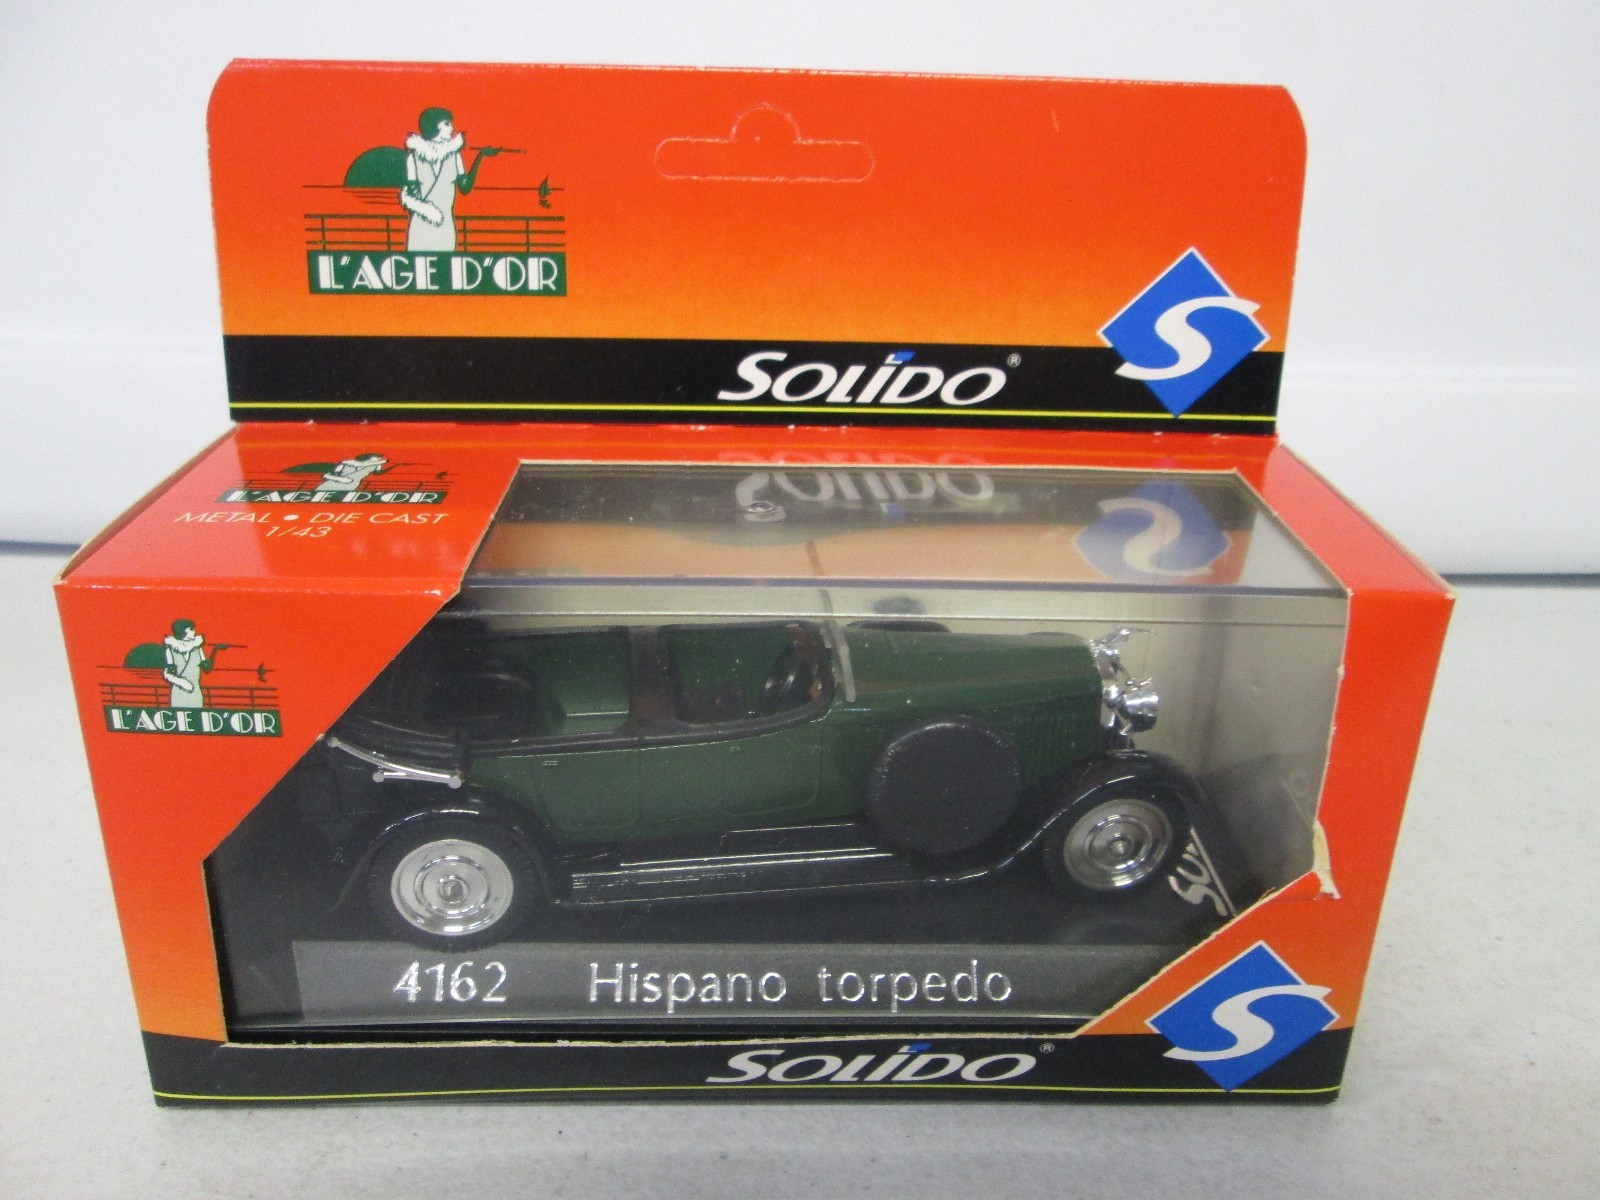 L'AGE D'OR
SOLIDO®
S
L'AGE D'OR
METAL • DIE CAST
1/43
L'AGE D'OR
4162 Hispano torpedo
S
SOLIDO®